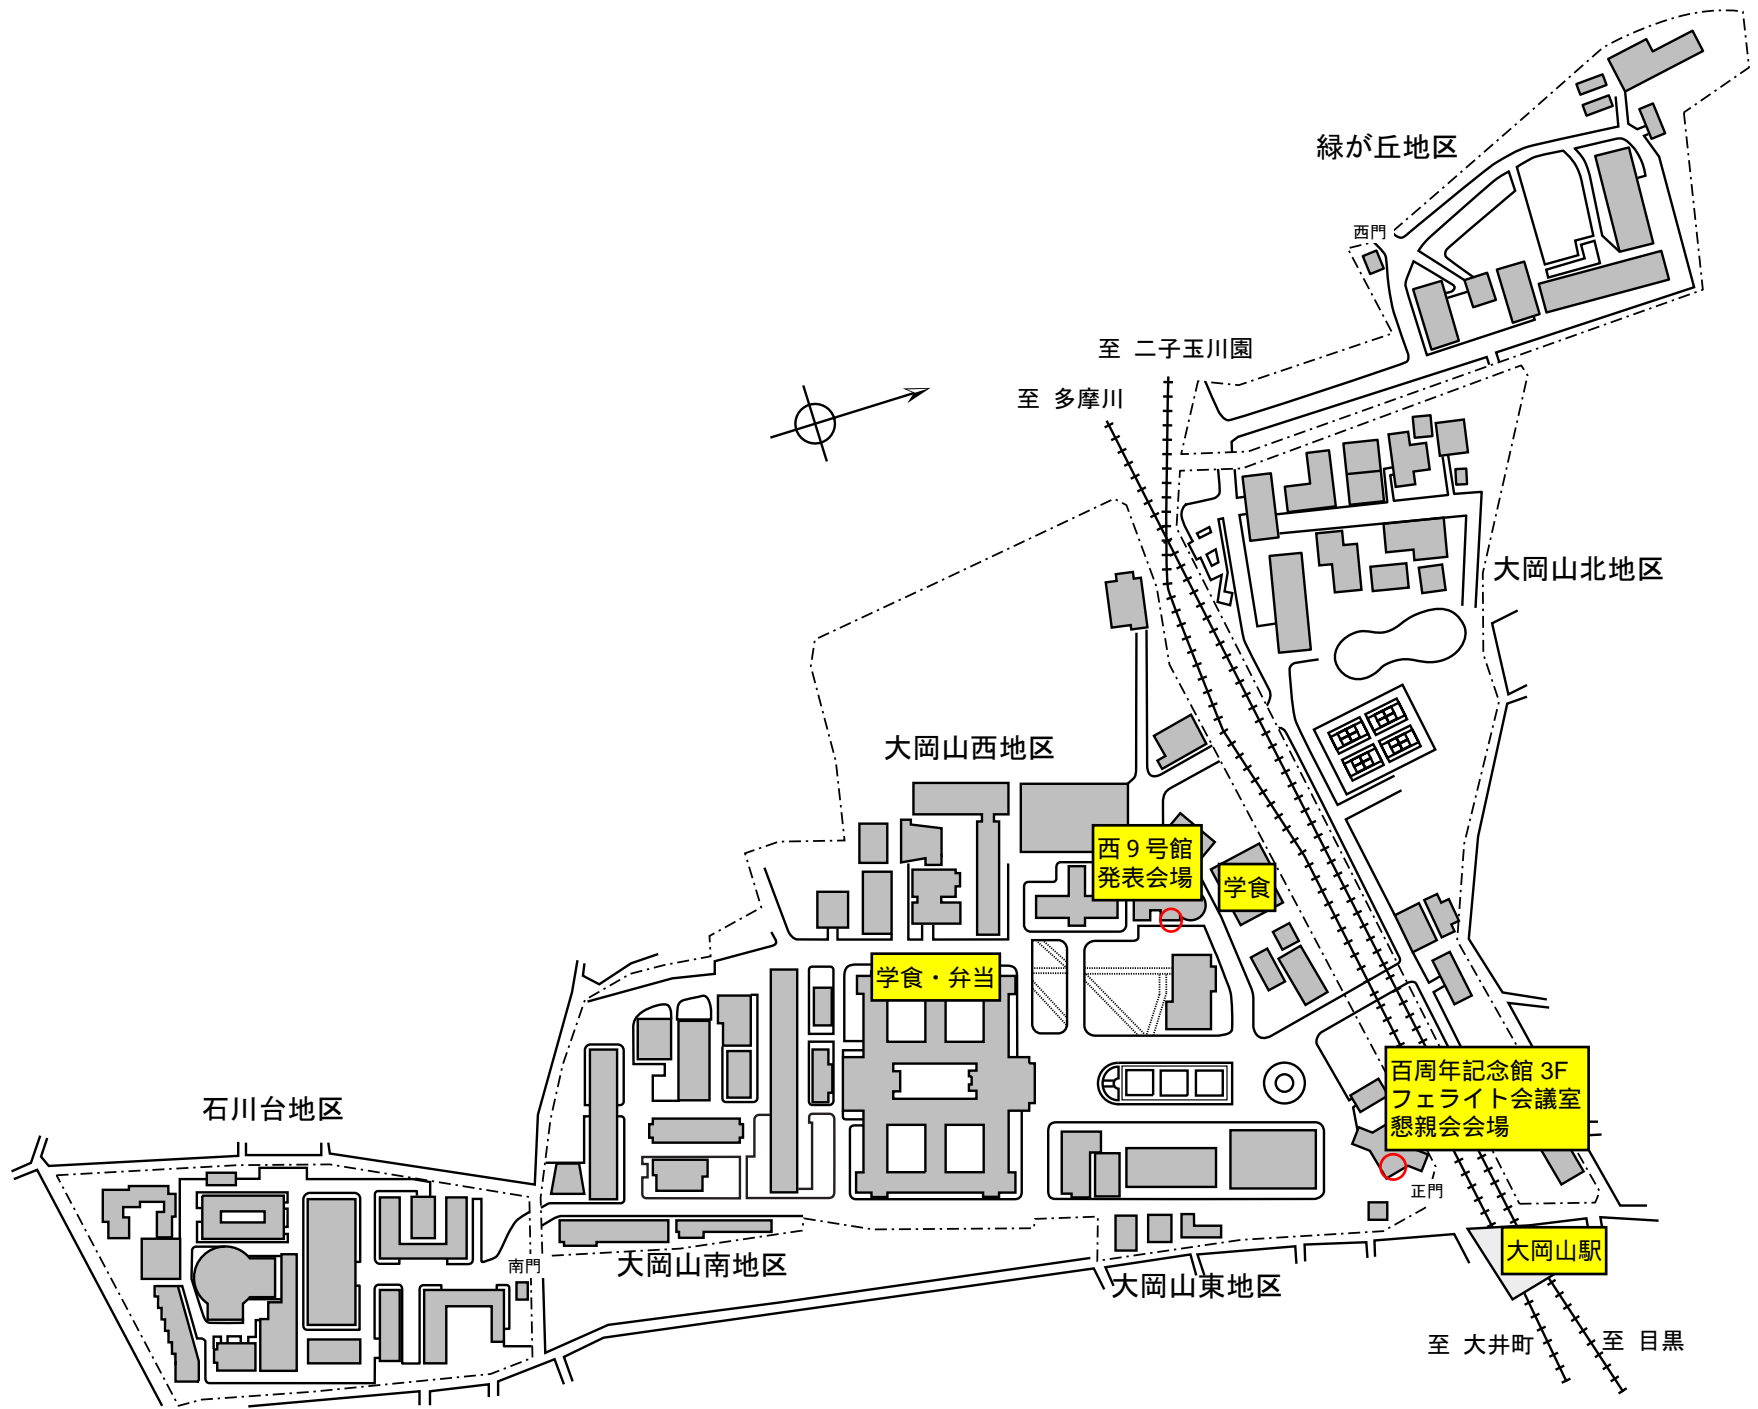 緑が丘地区
西門
至 二子玉川園
至 多摩川
大岡山北地区
大岡山西地区
西９号館
発表会場
学食
学食・弁当
百周年記念館 3F
フェライト会議室
懇親会会場
石川台地区
正門
大岡山駅
南門
大岡山南地区
大岡山東地区
至 大井町
至 目黒